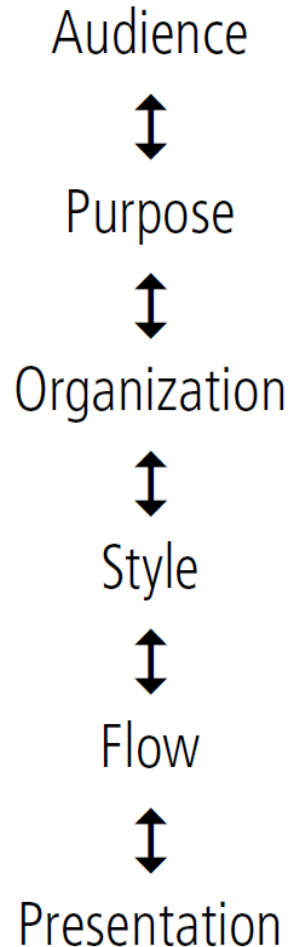 Audience
Purpose
Organization
Style
Flow
Presentation